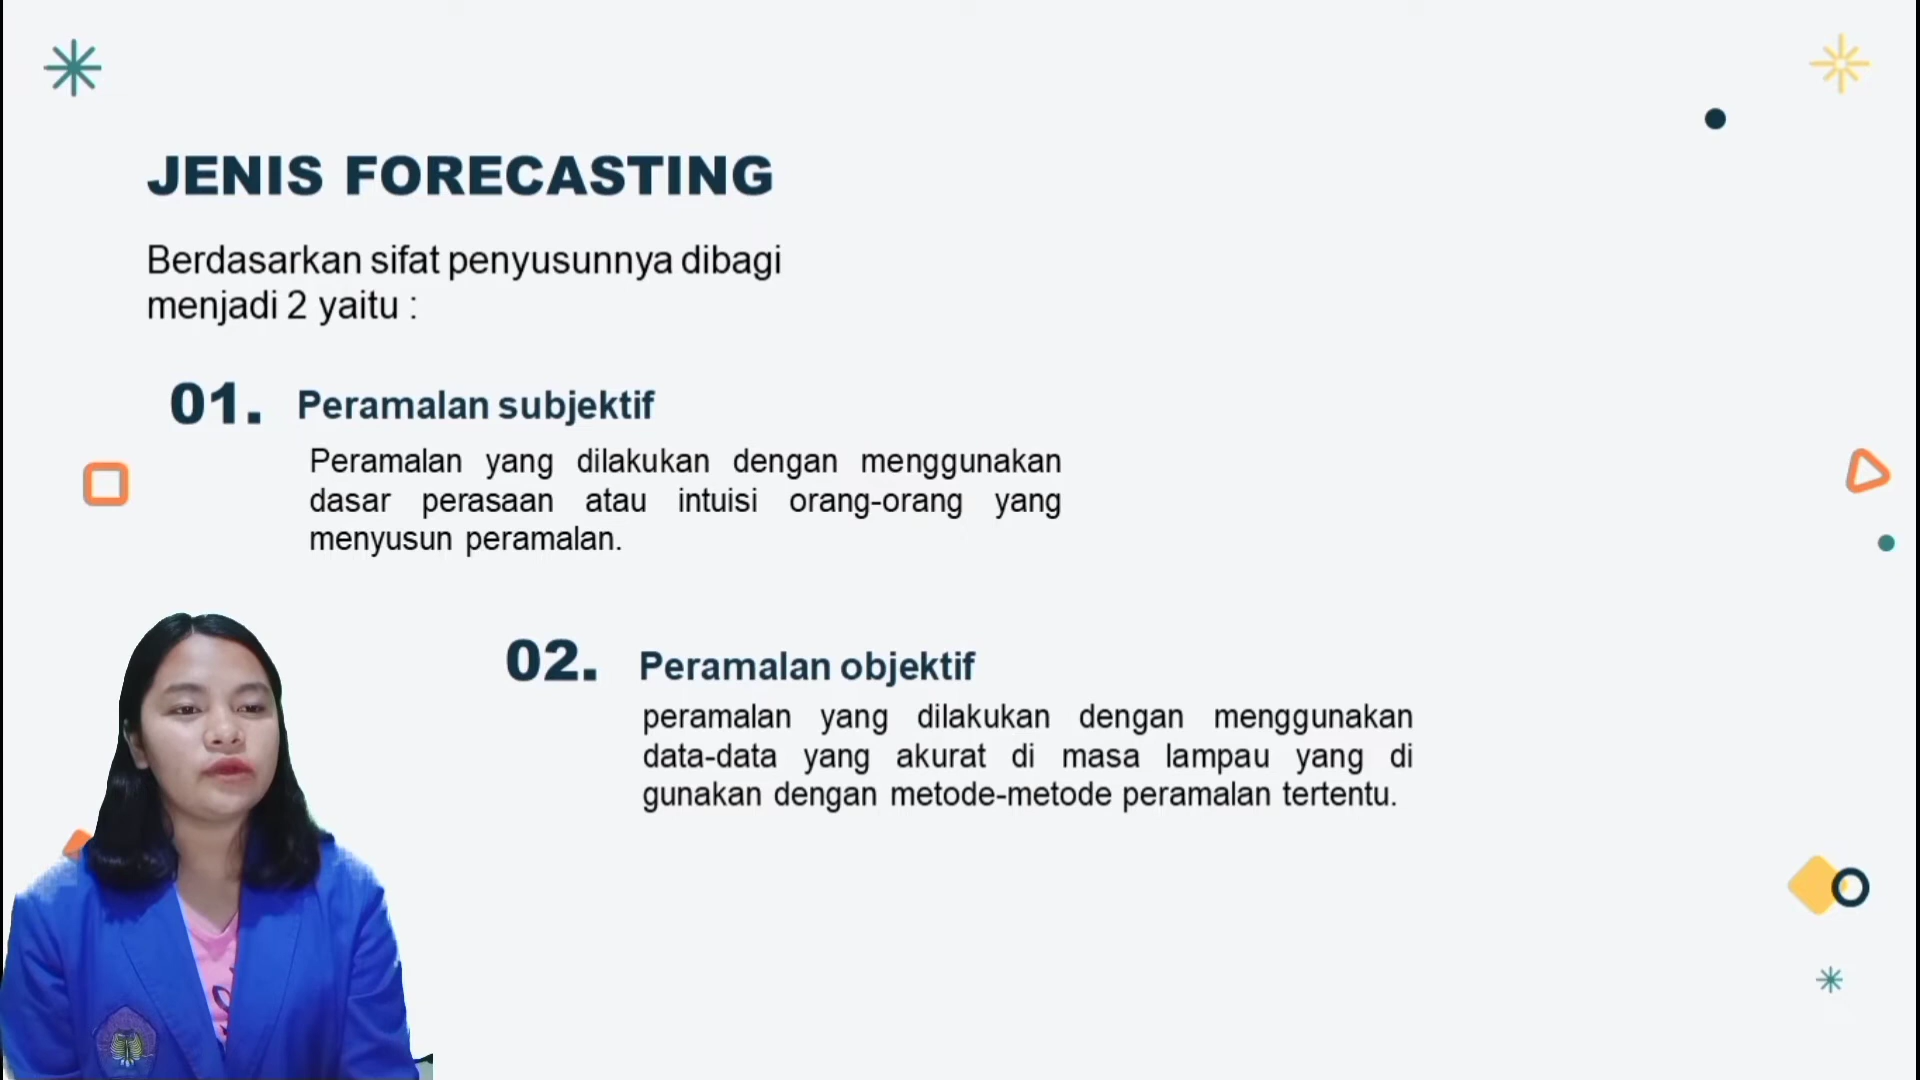 JENIS FORECASTING
Berdasarkan sifat penyusunnya dibagi
menjadi 2 yaitu :
01. Peramalan subjektif
Peramalan yang dilakukan dengan menggunakan
dasar perasaan atau intuisi orang-orang yang
menyusun peramalan.
02. Peramalan objektif
peramalan yang dilakukan dengan menggunakan
data-data yang akurat di masa lampau yang di
gunakan dengan metode-metode peramalan tertentu.